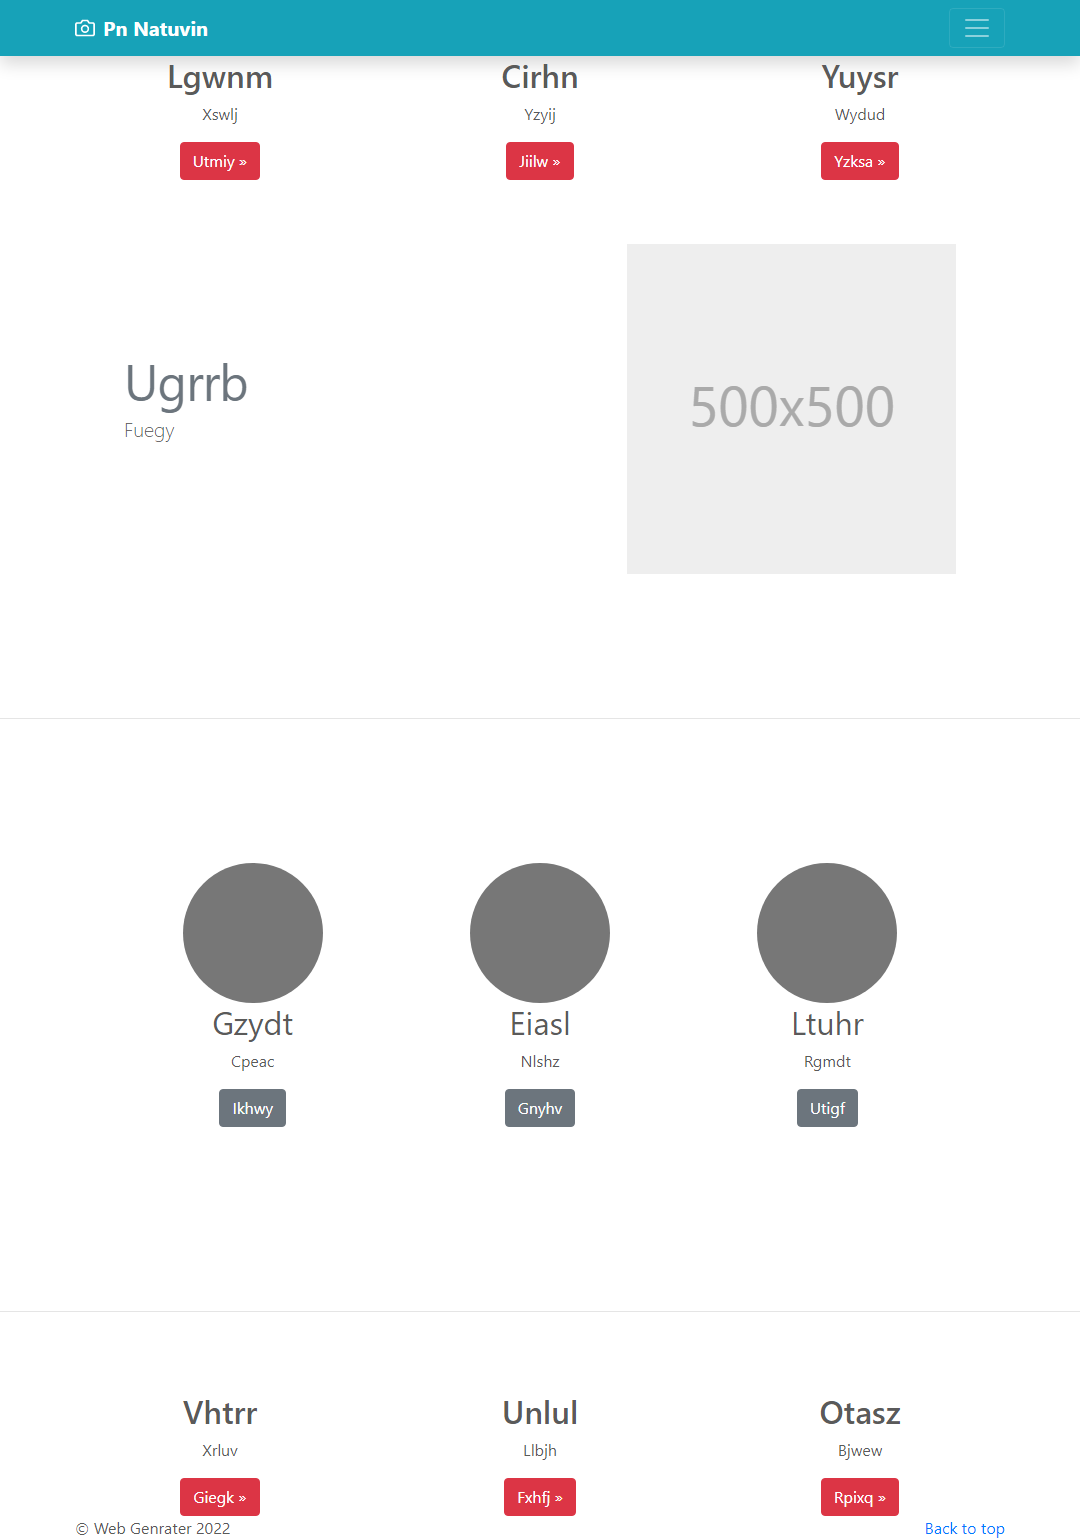 Pn Natuvin
Lgwnm Cirhn Yuysr
Xswlj Yzyij Wydud
Utmiy » Jiilw » Yzksa »
Ugrrb
Fuegy
500x500
Gzydt Eiasl Ltuhr
Cpeac Nlshz Rgmdt
Ikhwy Gnyhv Utigf
Vhtrr Unlul Otasz
Xrluv Llbjh Bjwew
Giegk » Fxhfj » Rpixq »
© Web Genrater 2022 Back to top